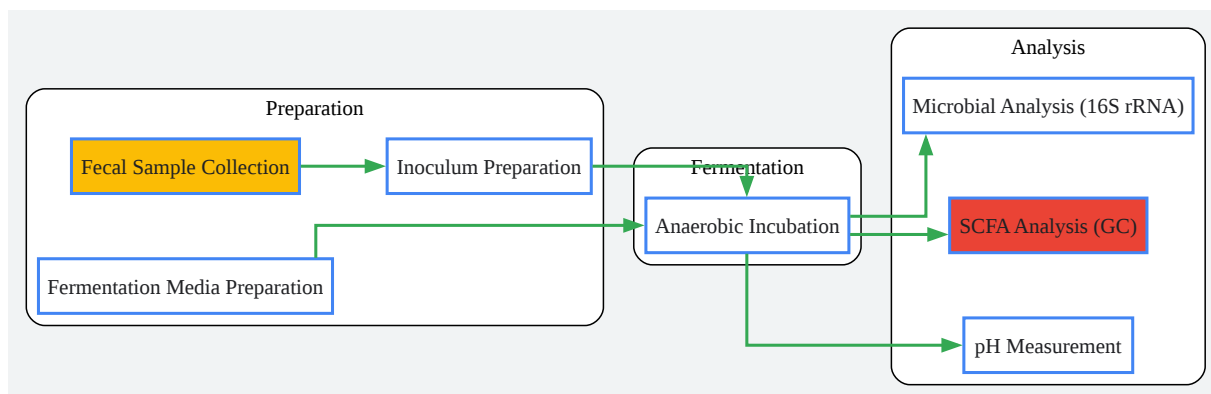 Preparation
Fecal Sample Collection
Inoculum Preparation
Fermentation Media Preparation
Fermentation
Anaerobic Incubation
Analysis
Microbial Analysis (16S rRNA)
SCFA Analysis (GC)
pH Measurement